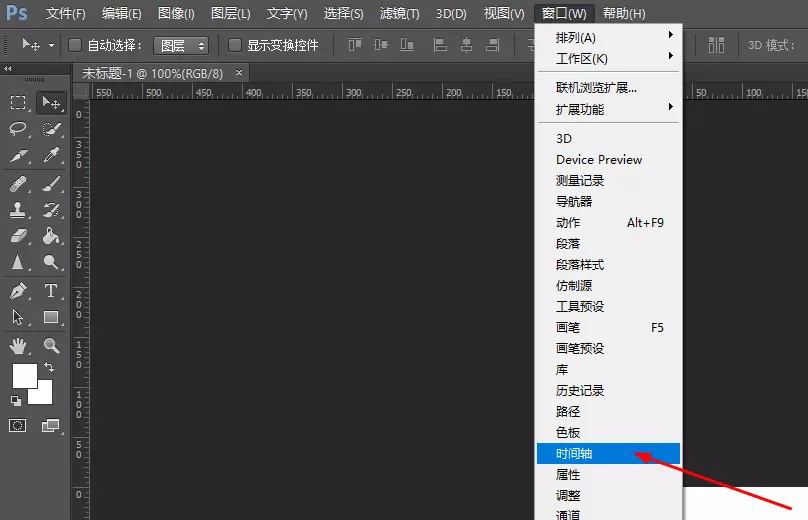 Ps 文件(F) 编辑(E) 图像(I) 图层(L) 文字(Y) 选择(S) 滤镜(T) 3D(D) 视图(V) 窗口(W) 帮助(H)
自动选择： 图层 显示变换控件 3D 模式：
未标题-1 @ 100%(RGB/8) ×
550 500 450 400 350 300 250 200 150 100 50 100
0
350
300
250
200
150
100
50
0
T
排列(A)
工作区(K)
联机浏览扩展...
扩展功能
3D
Device Preview
测量记录
导航器
动作 Alt+F9
段落
段落样式
仿制源
工具预设
画笔 F5
画笔预设
库
历史记录
路径
色板
时间轴
属性
调整
通道